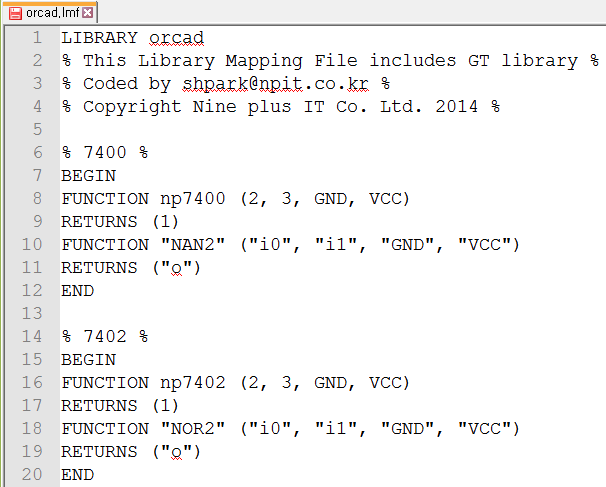 orcad.lmf
1 LIBRARY orcad
2 % This Library Mapping File includes GT library %
3 % Coded by shpark@npit.co.kr %
4 % Copyright Nine plus IT Co. Ltd. 2014 %
5
6 % 7400 %
7 BEGIN
8 FUNCTION np7400 (2, 3, GND, VCC)
9 RETURNS (1)
10 FUNCTION "NAN2" ("i0", "i1", "GND", "VCC")
11 RETURNS ("o")
12 END
13
14 % 7402 %
15 BEGIN
16 FUNCTION np7402 (2, 3, GND, VCC)
17 RETURNS (1)
18 FUNCTION "NOR2" ("i0", "i1", "GND", "VCC")
19 RETURNS ("o")
20 END